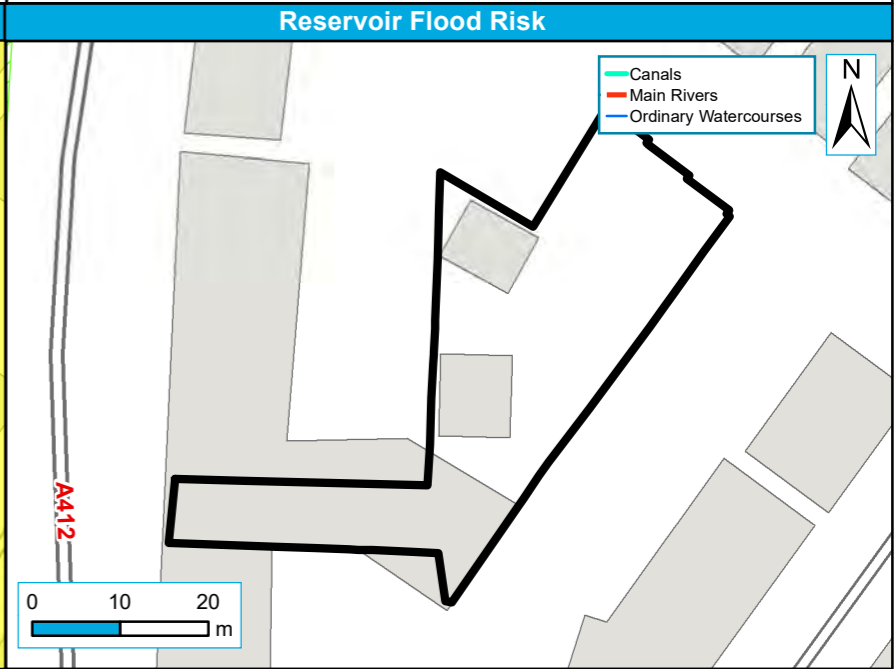 Reservoir Flood Risk
Canals
Main Rivers
Ordinary Watercourses
N
A412
0 10 20
m